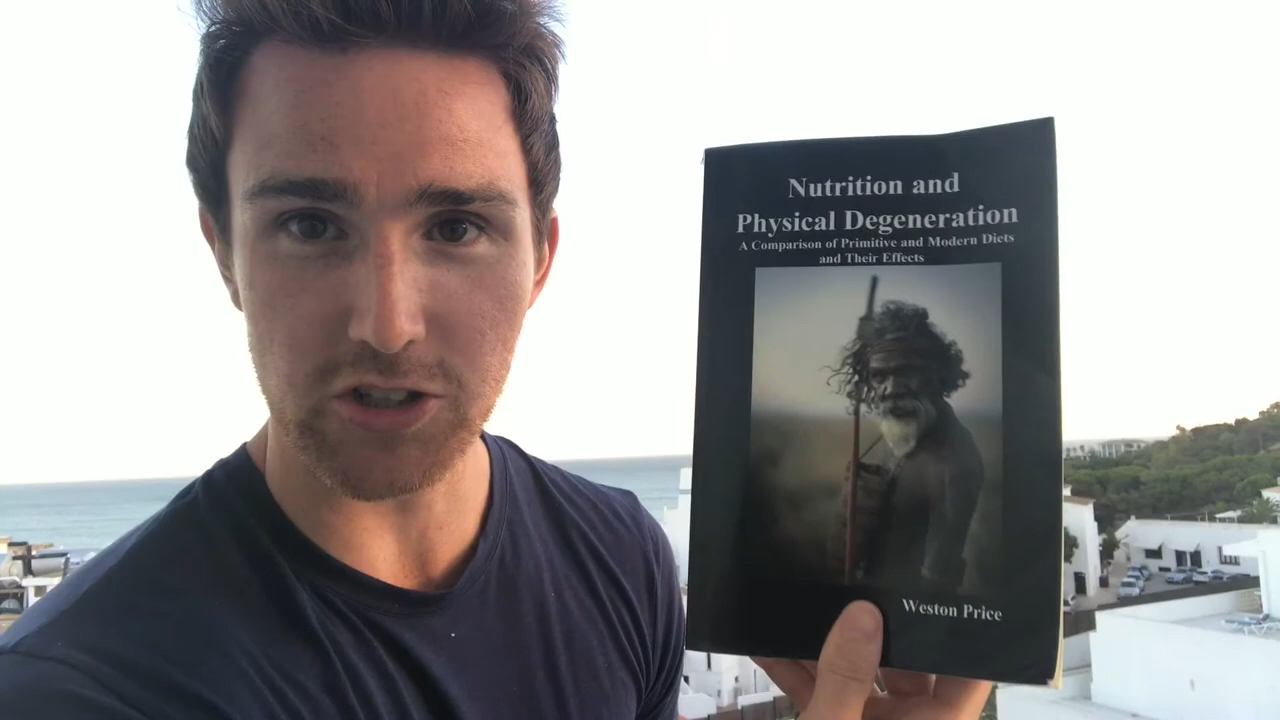 Nutrition and
Physical Degeneration
A Comparison of Primitive and Modern Diets
and Their Effects
Weston Price